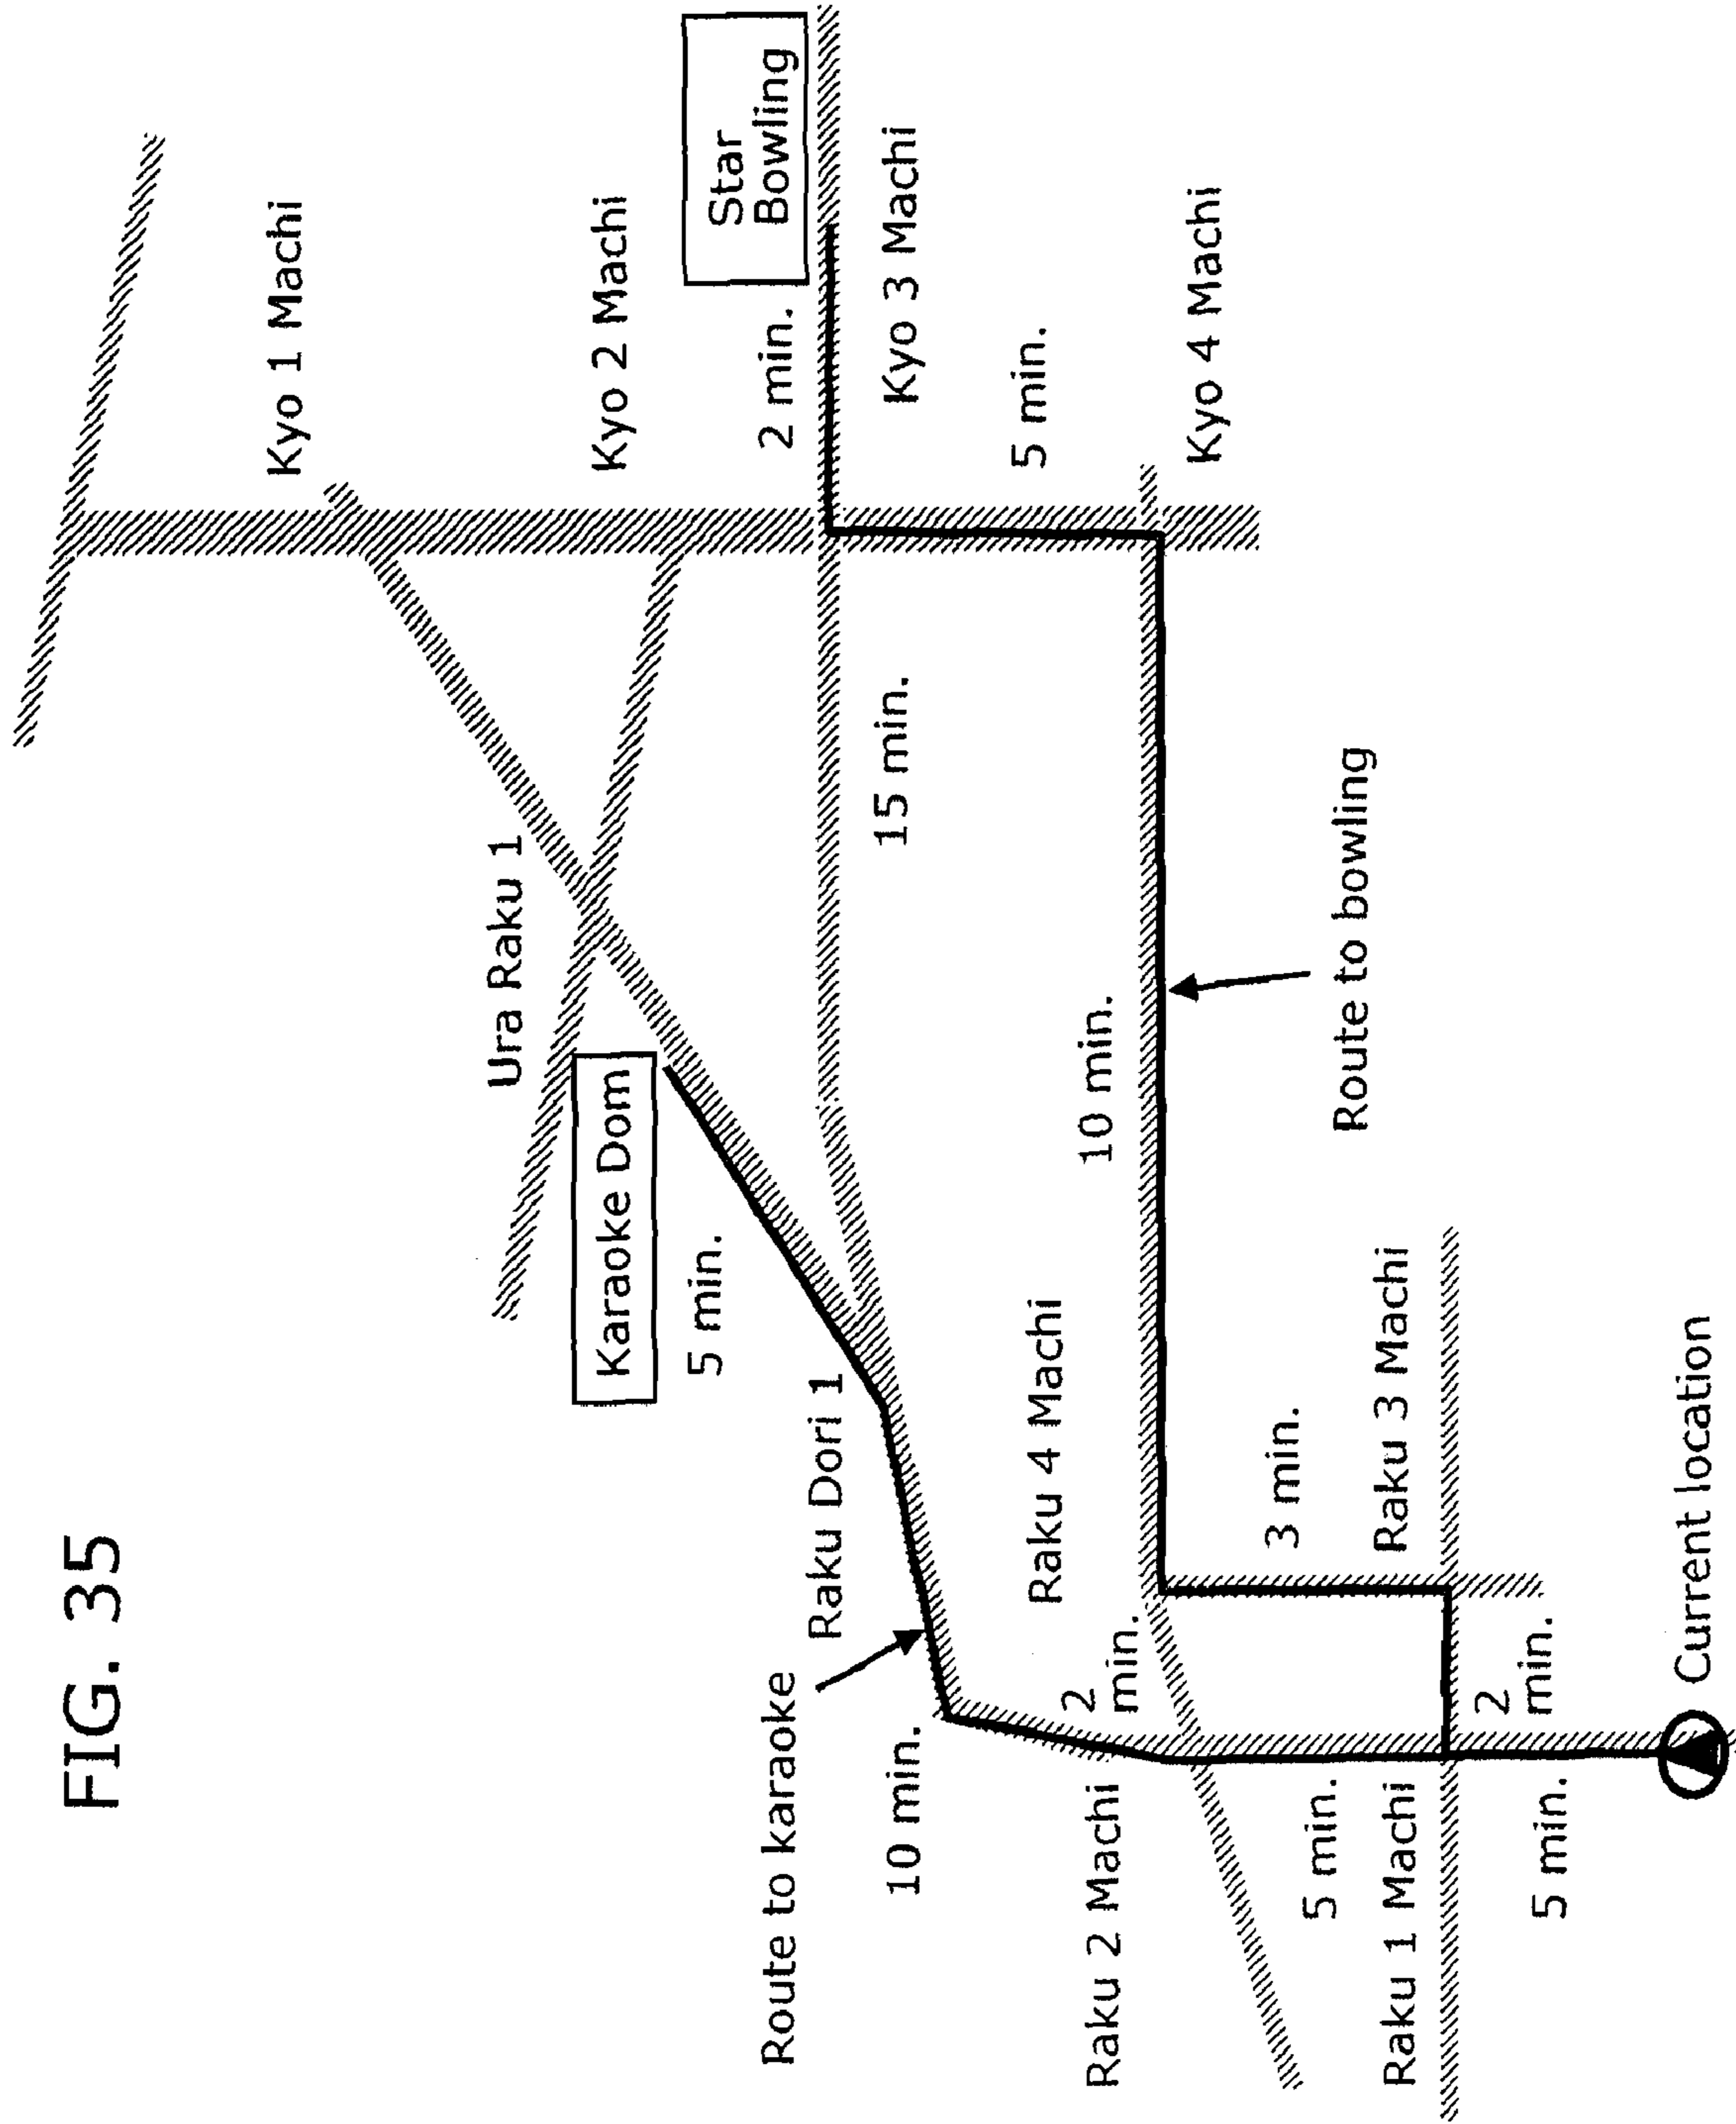 FIG. 35
Kyo 1 Machi
Kyo 2 Machi
Star
Bowling
2 min.
Kyo 3 Machi
5 min.
Kyo 4 Machi
Ura Raku 1
Karaoke Dom
5 min.
15 min.
Raku Dori 1
Route to karaoke
10 min.
Raku 4 Machi
10 min.
Route to bowling
2
min.
Raku 2 Machi
3 min.
Raku 3 Machi
5 min.
Raku 1 Machi
2
min.
5 min.
Current location